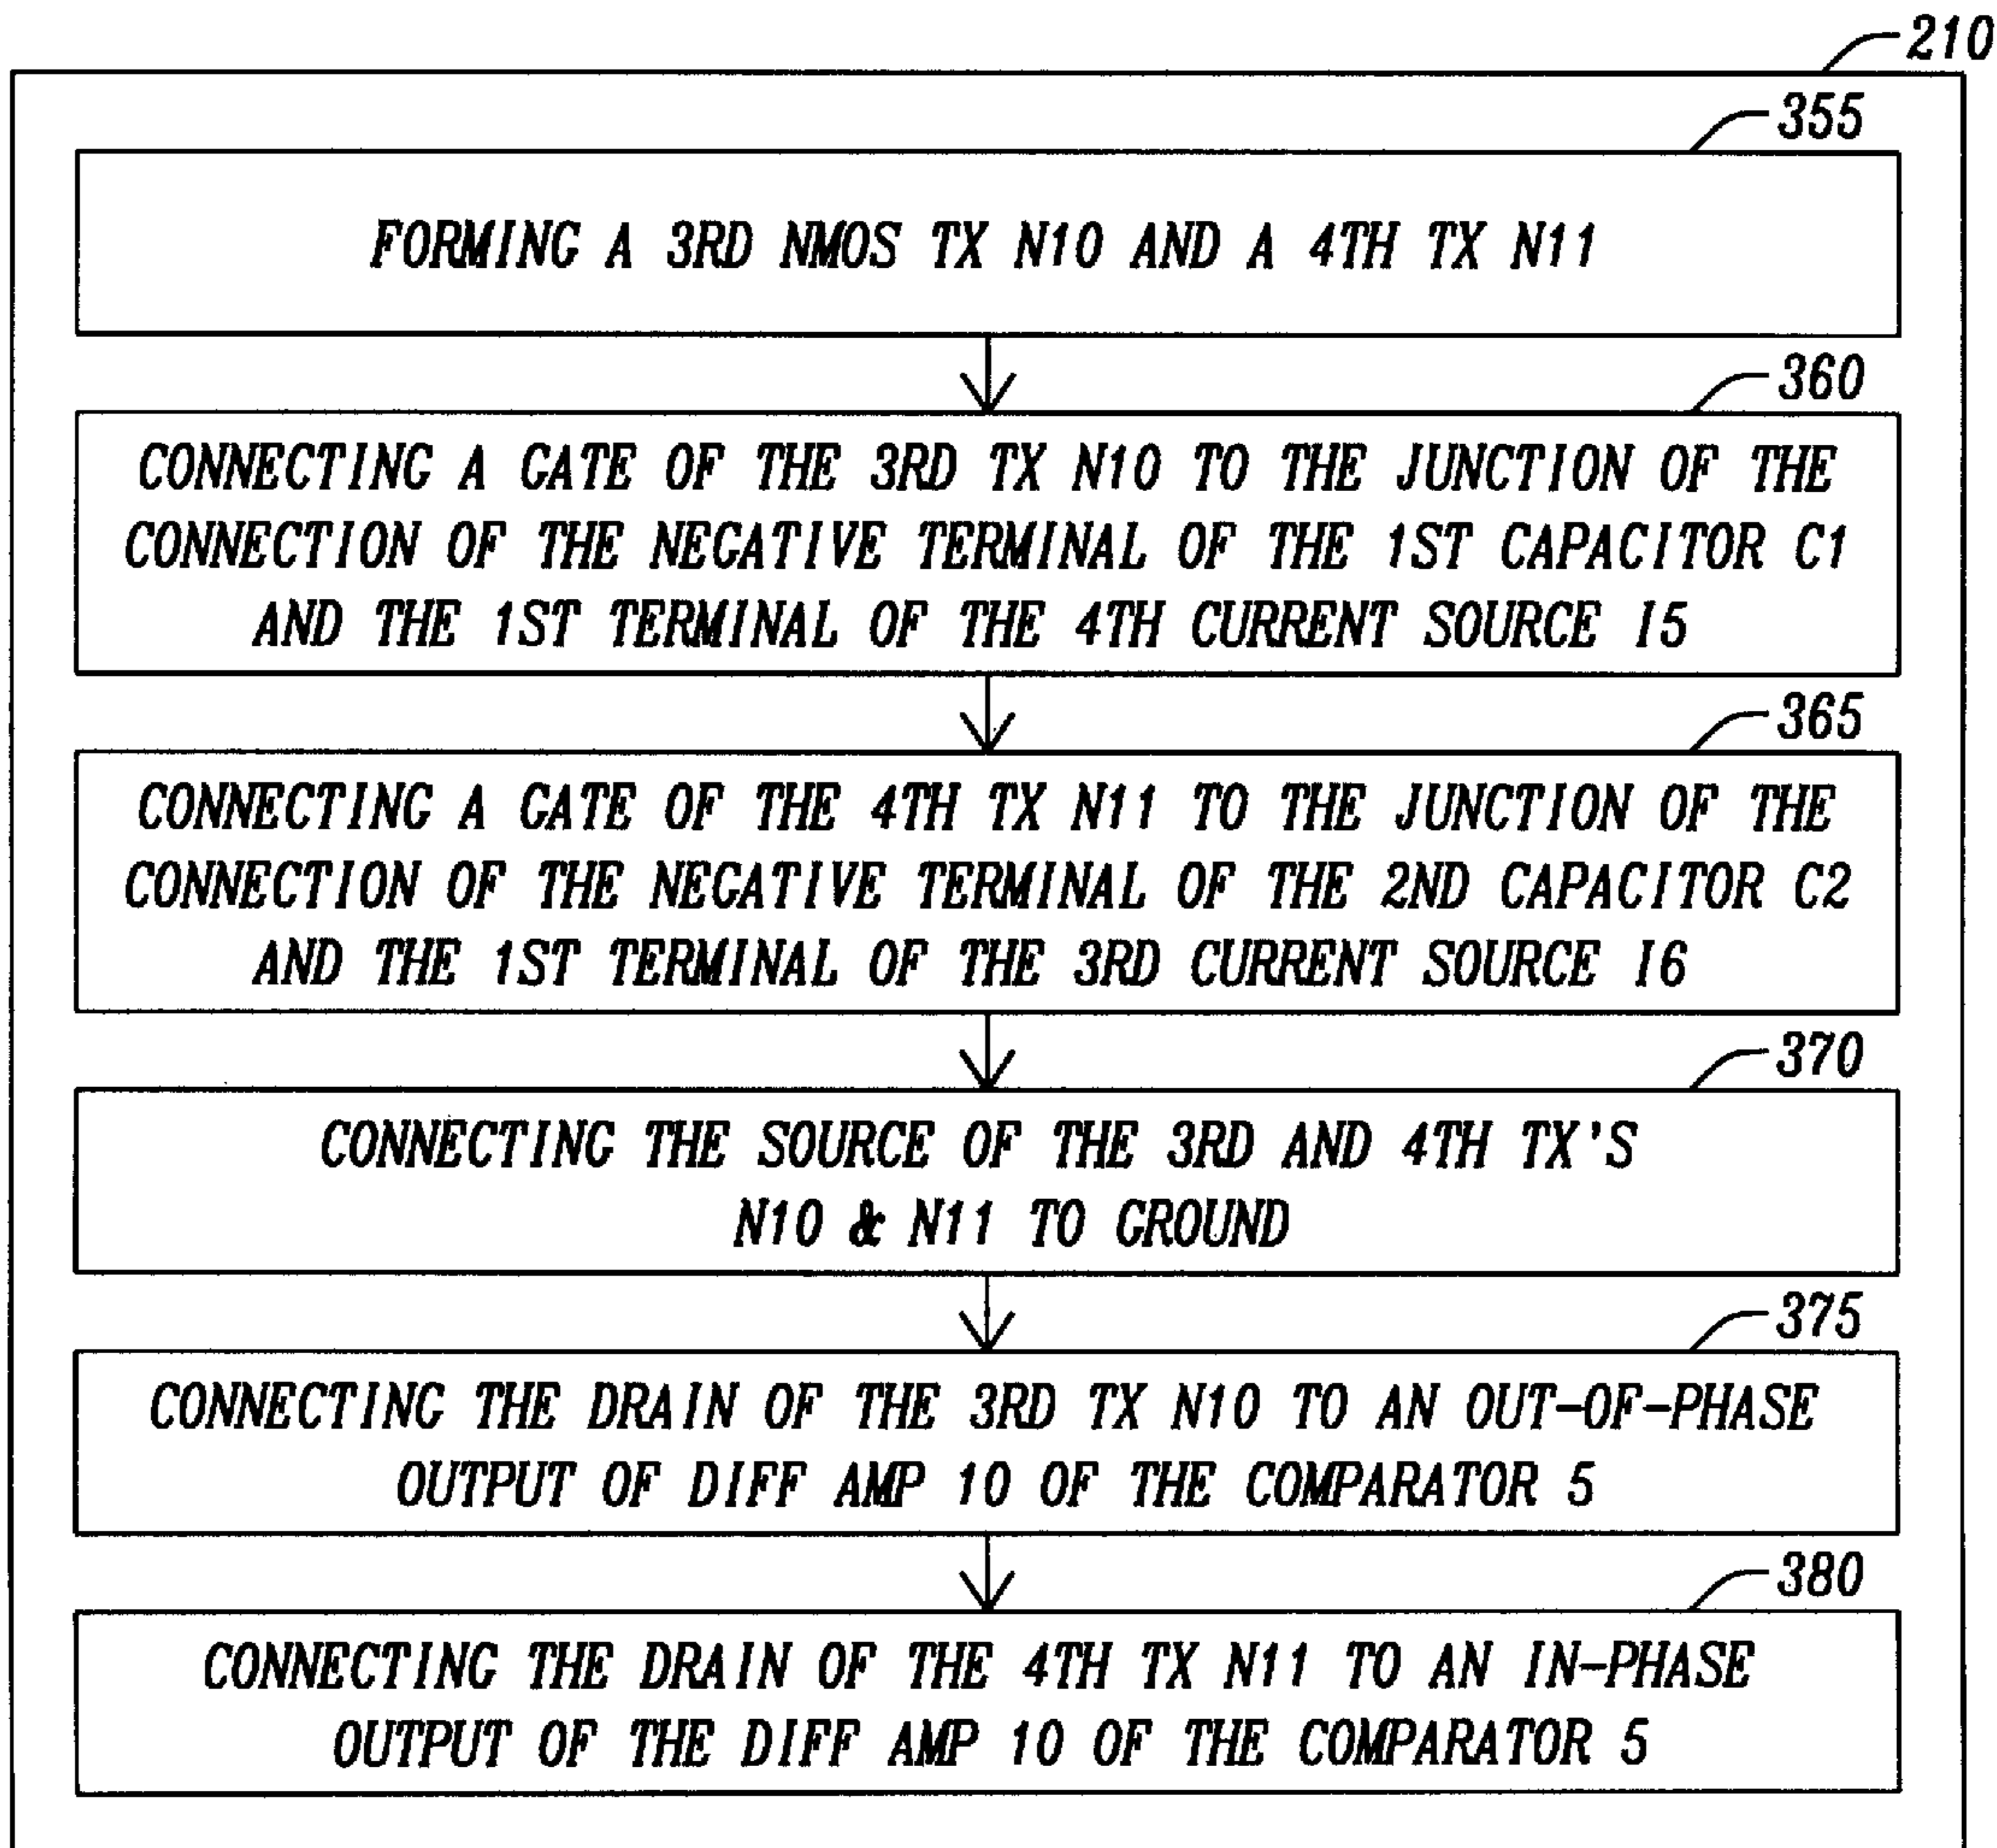 210
355
FORMING A 3RD NMOS TX N10 AND A 4TH TX N11
360
CONNECTING A GATE OF THE 3RD TX N10 TO THE JUNCTION OF THE
CONNECTION OF THE NEGATIVE TERMINAL OF THE 1ST CAPACITOR C1
AND THE 1ST TERMINAL OF THE 4TH CURRENT SOURCE I5
365
CONNECTING A GATE OF THE 4TH TX N11 TO THE JUNCTION OF THE
CONNECTION OF THE NEGATIVE TERMINAL OF THE 2ND CAPACITOR C2
AND THE 1ST TERMINAL OF THE 3RD CURRENT SOURCE I6
370
CONNECTING THE SOURCE OF THE 3RD AND 4TH TX'S
N10 & N11 TO GROUND
375
CONNECTING THE DRAIN OF THE 3RD TX N10 TO AN OUT-OF-PHASE
OUTPUT OF DIFF AMP 10 OF THE COMPARATOR 5
380
CONNECTING THE DRAIN OF THE 4TH TX N11 TO AN IN-PHASE
OUTPUT OF THE DIFF AMP 10 OF THE COMPARATOR 5